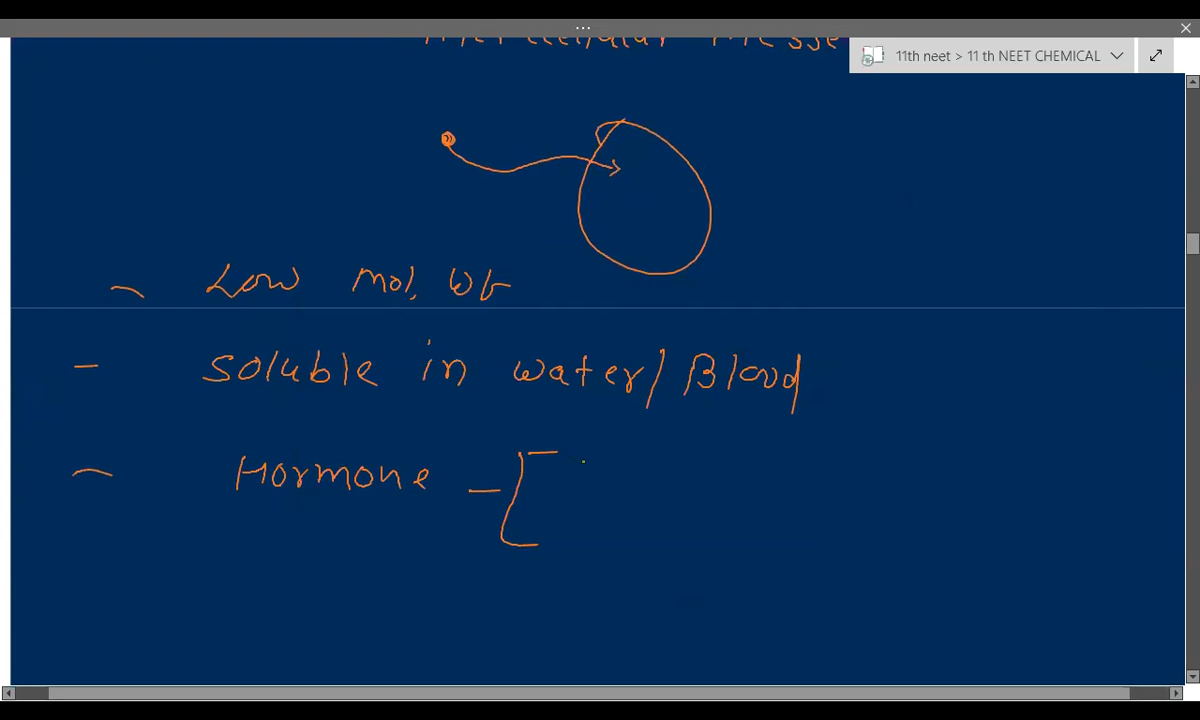 11th neet > 11 th NEET CHEMICAL
- Low mol. wt
- Soluble in water/Blood
- Hormone - [